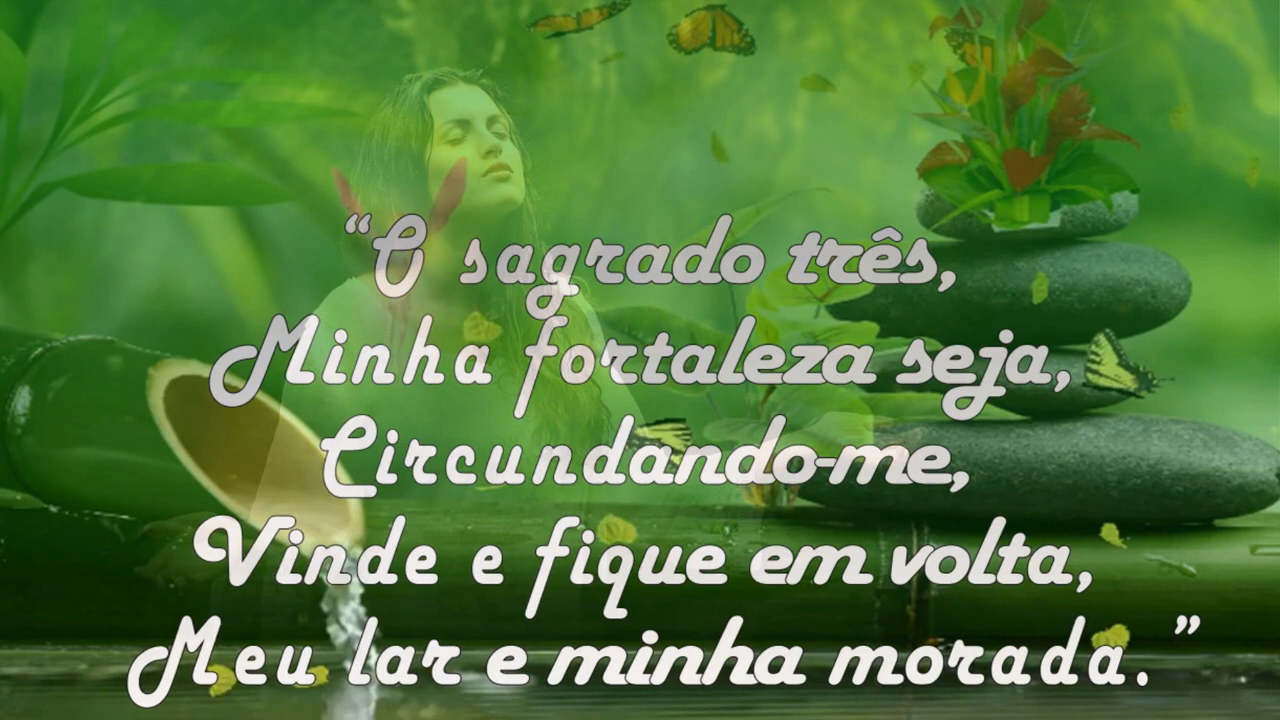 “O sagrado três,
Minha fortaleza seja,
Circundando-me,
Vinde e fique em volta,
Meu lar e minha morada.”